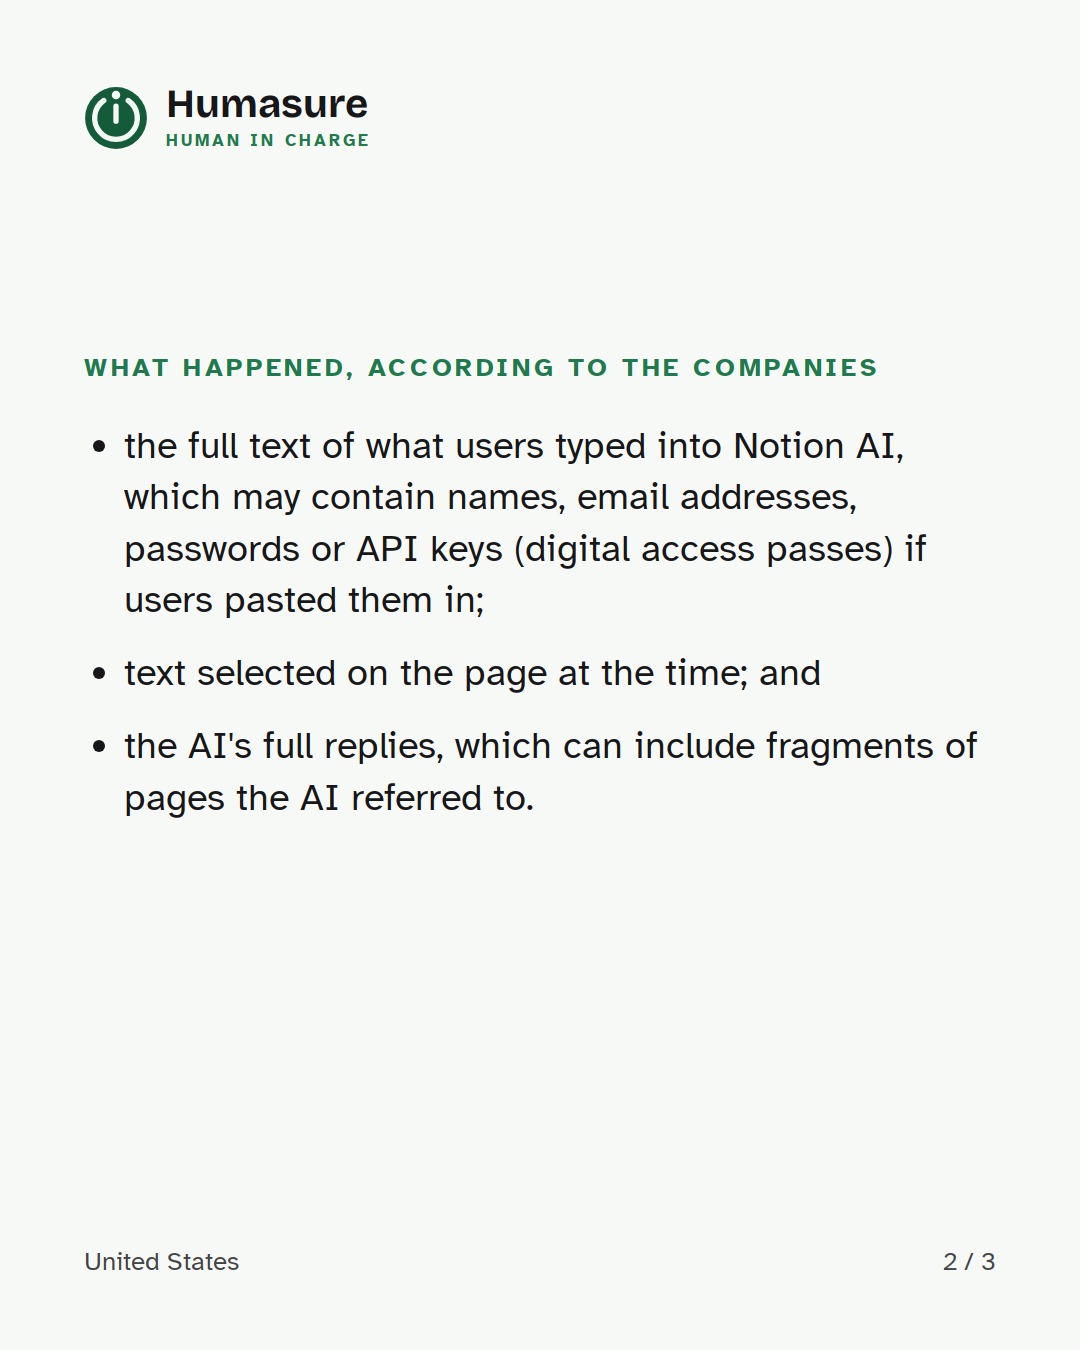 Humasure
HUMAN IN CHARGE
WHAT HAPPENED, ACCORDING TO THE COMPANIES
• the full text of what users typed into Notion AI,
which may contain names, email addresses,
passwords or API keys (digital access passes) if
users pasted them in;
• text selected on the page at the time; and
• the AI's full replies, which can include fragments of
pages the AI referred to.
United States
2 / 3